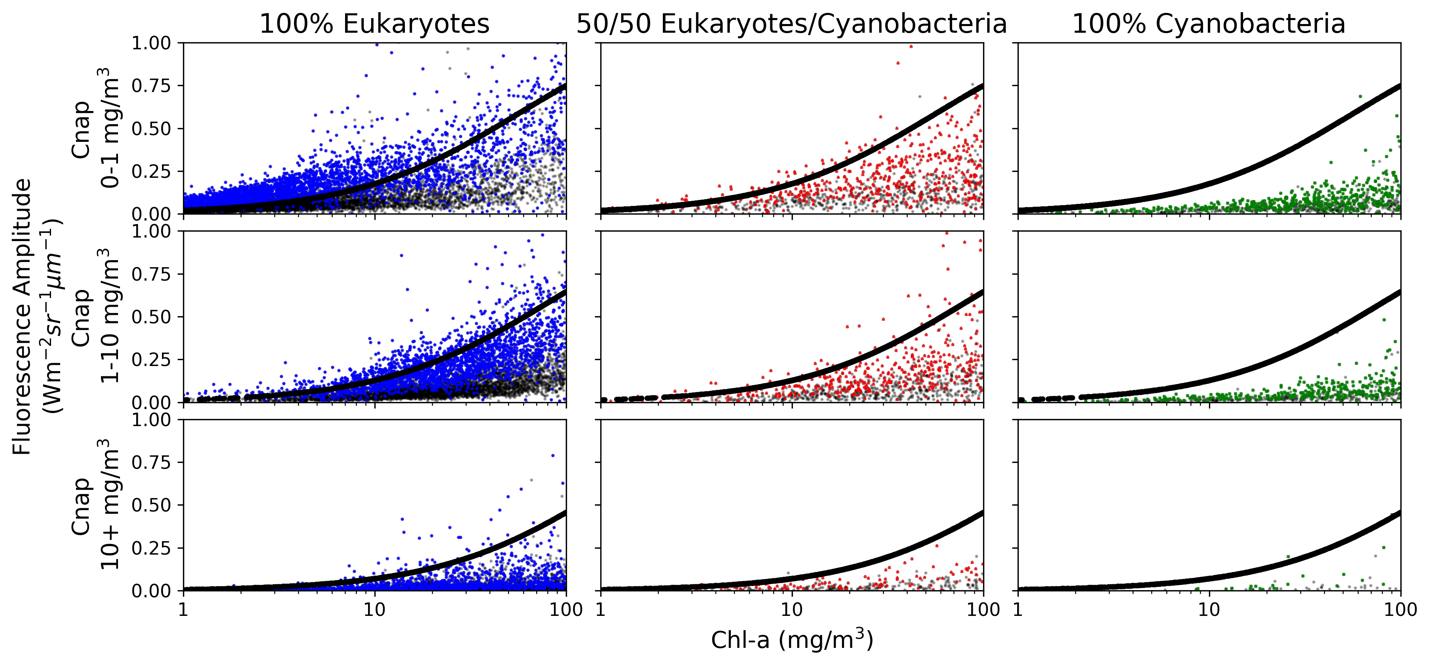 100% Eukaryotes
50/50 Eukaryotes/Cyanobacteria
100% Cyanobacteria
Fluorescence Amplitude
(Wm⁻²sr⁻¹μm⁻¹)
Cnap
0-1 mg/m³
1.00
0.75
0.50
0.25
0.00
Cnap
1-10 mg/m³
1.00
0.75
0.50
0.25
0.00
Cnap
10+ mg/m³
1.00
0.75
0.50
0.25
0.00
1 10 100
1 10 100
1 10 100
Chl-a (mg/m³)